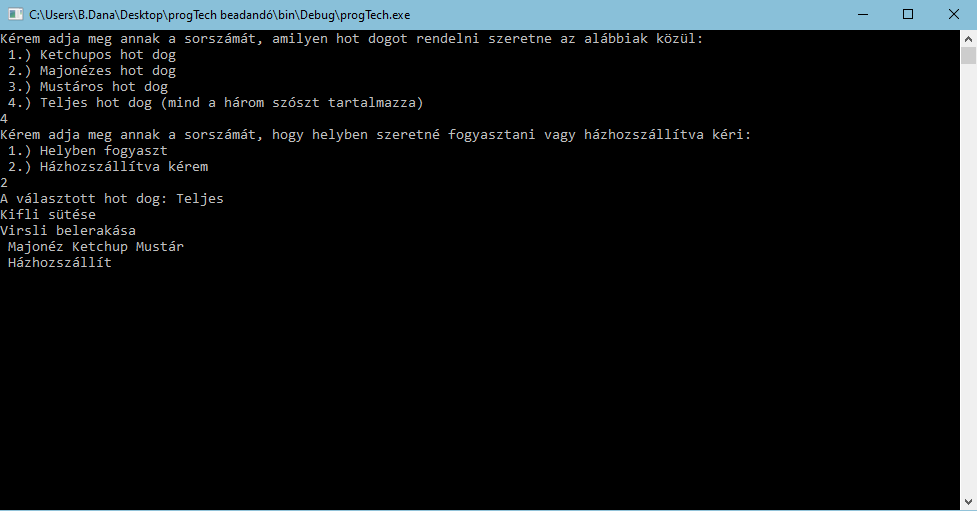 C:\Users\B.Dana\Desktop\progTech beadandó\bin\Debug\progTech.exe
Kérem adja meg annak a sorszámát, amilyen hot dogot rendelni szeretne az alábbiak közül:
1.) Ketchupos hot dog
2.) Majonézes hot dog
3.) Mustáros hot dog
4.) Teljes hot dog (mind a három szószt tartalmazza)
4
Kérem adja meg annak a sorszámát, hogy helyben szeretné fogyasztani vagy házhozszállítva kéri:
1.) Helyben fogyaszt
2.) Házhozszállítva kérem
2
A választott hot dog: Teljes
Kifli sütése
Virsli belerakása
Majonéz Ketchup Mustár
Házhozszállít